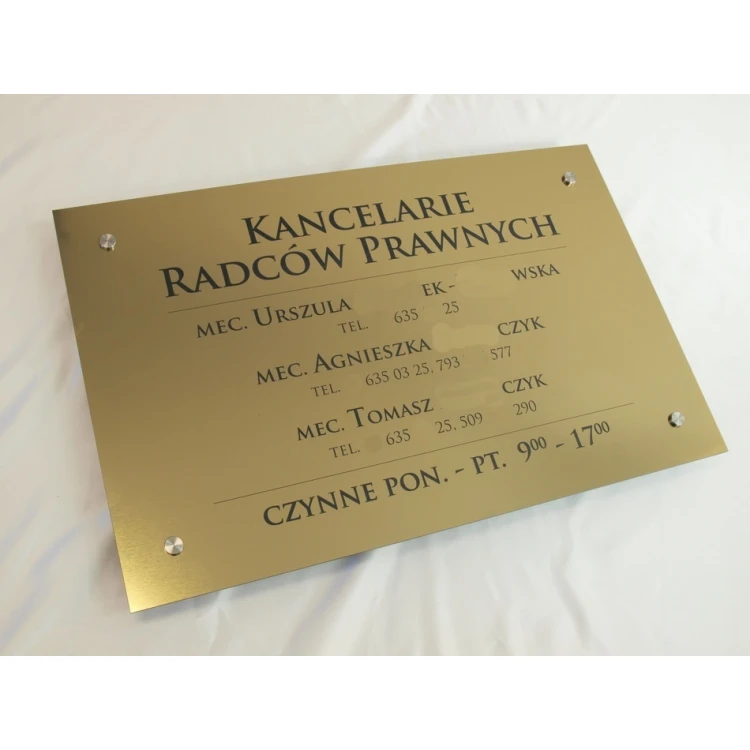 KANCELARIE
RADCÓW PRAWNYCH
MEC. URSZULA EK- WSKA
TEL. 635 25
MEC. AGNIESZKA CZYK
TEL. 635 03 25, 793 577
MEC. TOMASZ CZYK
TEL. 635 25, 509 290
CZYNNE PON. - PT. 9⁰⁰ - 17⁰⁰